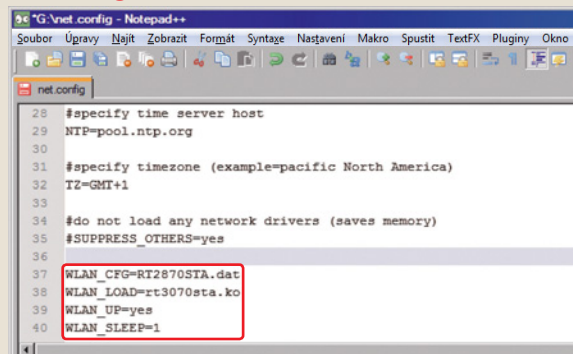 *G:\net.config - Notepad++
Soubor Úpravy Najít Zobrazit Formát Syntaxe Nastavení Makro Spustit TextFX Pluginy Okno
net.config
28 #specify time server host
29 NTP=pool.ntp.org
30
31 #specify timezone (example=pacific North America)
32 TZ=GMT+1
33
34 #do not load any network drivers (saves memory)
35 #SUPPRESS_OTHERS=yes
36
37 WLAN_CFG=RT2870STA.dat
38 WLAN_LOAD=rt3070sta.ko
39 WLAN_UP=yes
40 WLAN_SLEEP=1